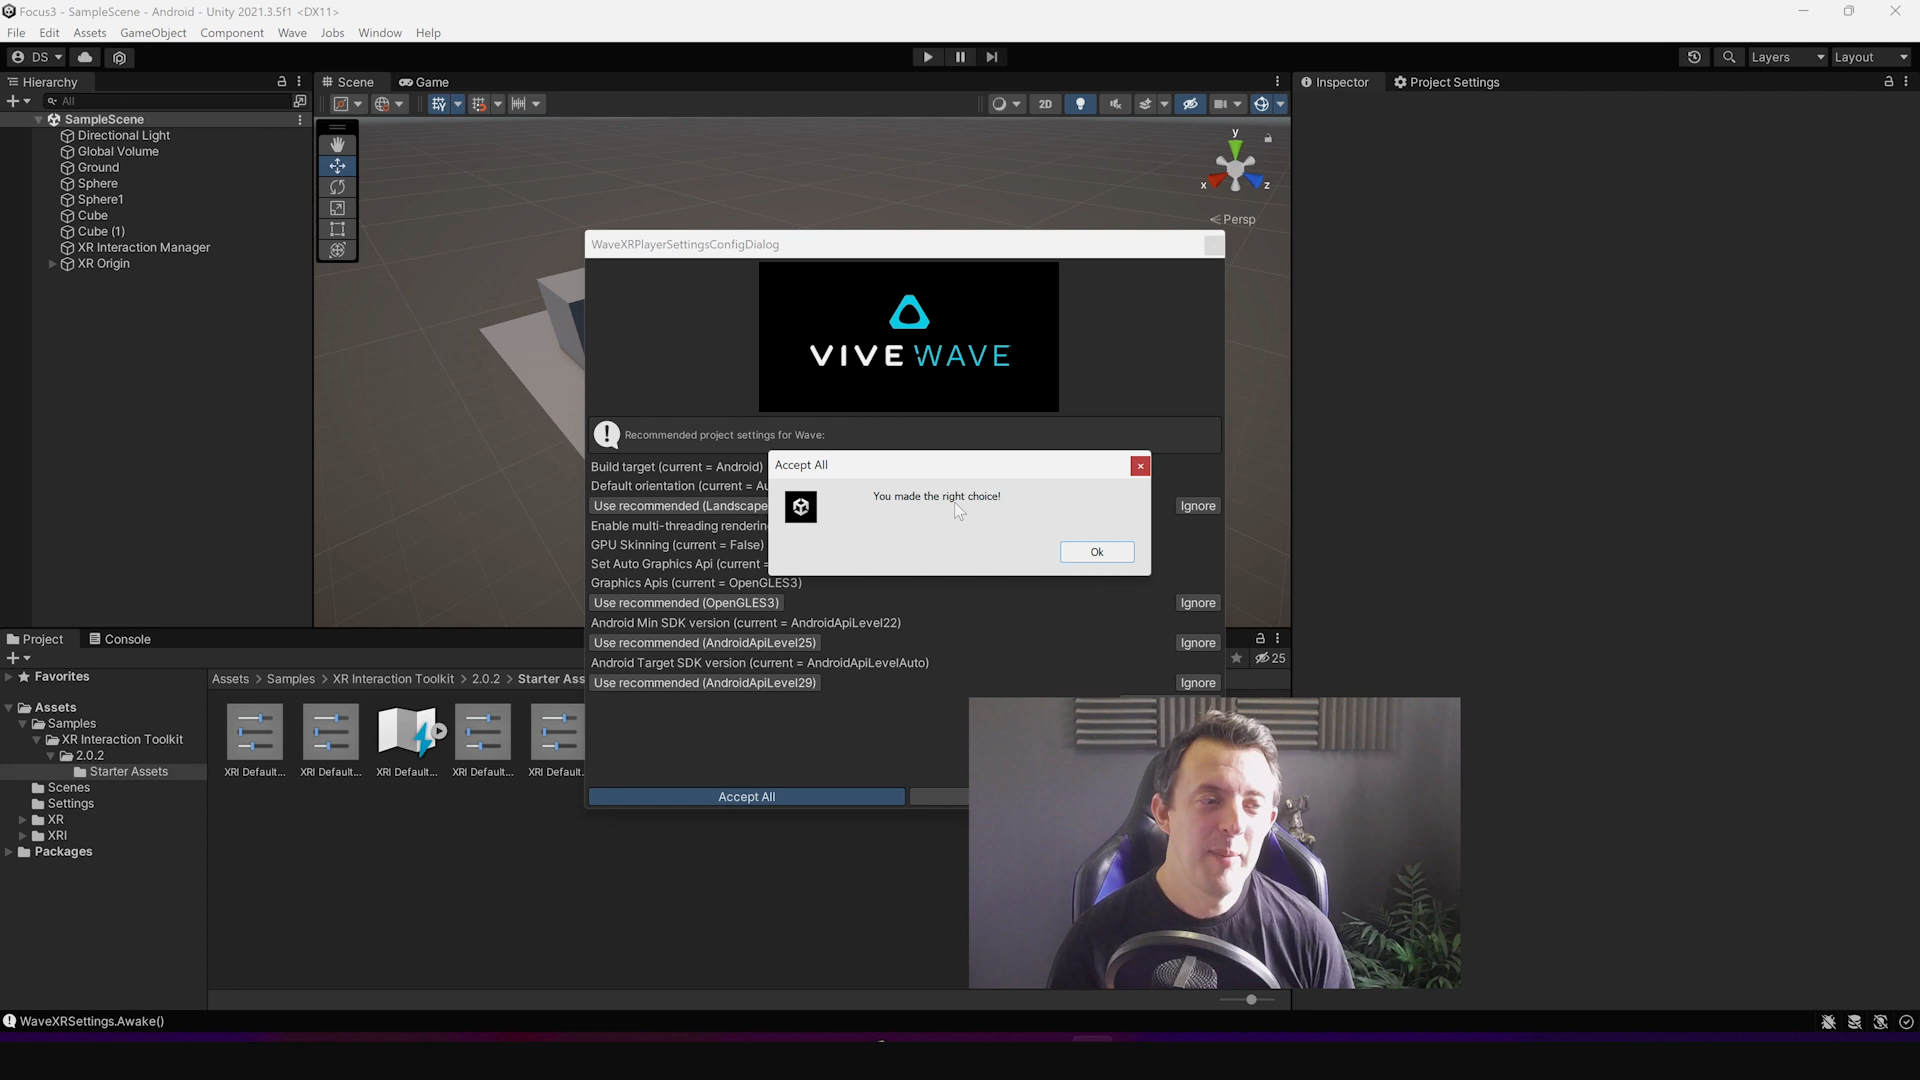 Focus3 - SampleScene - Android - Unity 2021.3.5f1 <DX11>
File Edit Assets GameObject Component Wave Jobs Window Help
DS
Layers
Layout
Hierarchy
All
SampleScene
Directional Light
Global Volume
Ground
Sphere
Sphere1
Cube
Cube (1)
XR Interaction Manager
XR Origin
Scene
Game
2D
y
x
z
Persp
Inspector
Project Settings
WaveXRPlayerSettingsConfigDialog
VIVE WAVE
Recommended project settings for Wave:
Build target (current = Android)
Default orientation (current = Au
Use recommended (Landscape
Ignore
Enable multi-threading renderin
GPU Skinning (current = False)
Set Auto Graphics Api (current =
Graphics Apis (current = OpenGLES3)
Use recommended (OpenGLES3)
Ignore
Android Min SDK version (current = AndroidApiLevel22)
Use recommended (AndroidApiLevel25)
Ignore
Android Target SDK version (current = AndroidApiLevelAuto)
Use recommended (AndroidApiLevel29)
Ignore
Accept All
Accept All
You made the right choice!
Ok
Project
Console
25
Favorites
Assets
Samples
XR Interaction Toolkit
2.0.2
Starter Assets
Scenes
Settings
XR
XRI
Packages
Assets > Samples > XR Interaction Toolkit > 2.0.2 > Starter Ass
XRI Default...
XRI Default...
XRI Default...
XRI Default...
XRI Default...
WaveXRSettings.Awake()